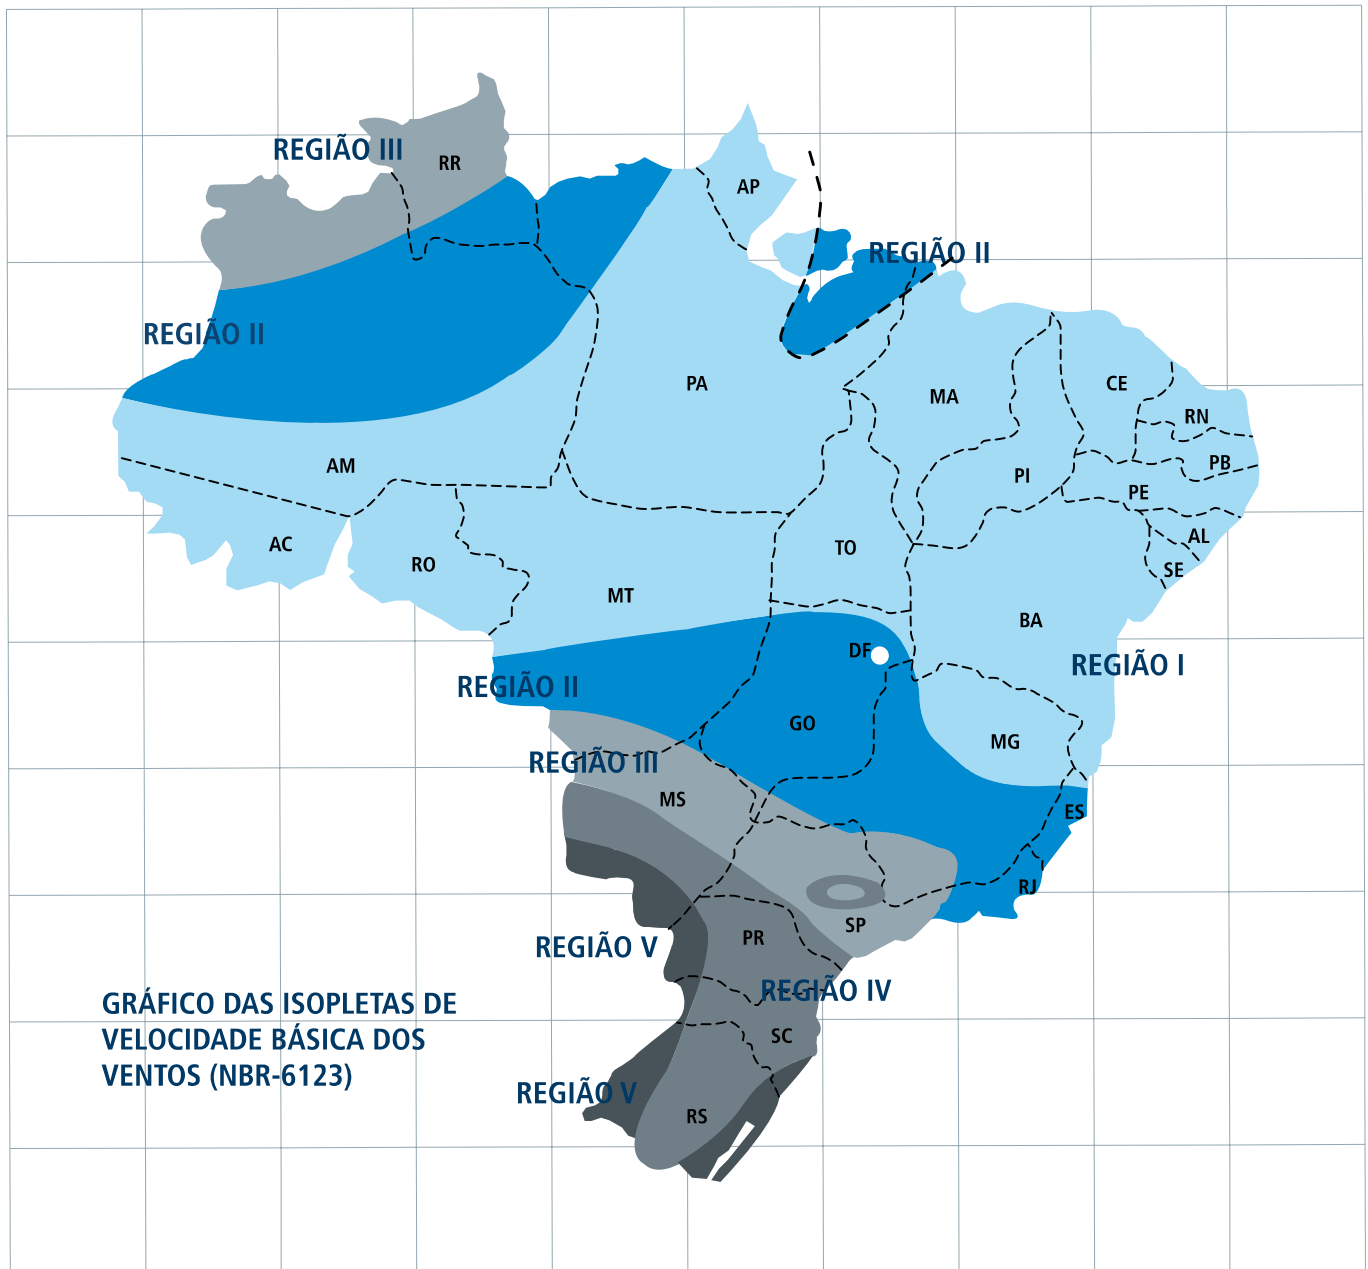 REGIÃO III
RR
AP
REGIÃO II
REGIÃO II
PA
CE
MA
RN
AM
PB
PI
PE
AL
AC
TO
RO
SE
MT
BA
DF
REGIÃO I
REGIÃO II
GO
MG
REGIÃO III
MS
ES
RJ
SP
PR
REGIÃO V
REGIÃO IV
GRÁFICO DAS ISOPLETAS DE
VELOCIDADE BÁSICA DOS
VENTOS (NBR-6123)
SC
REGIÃO V
RS